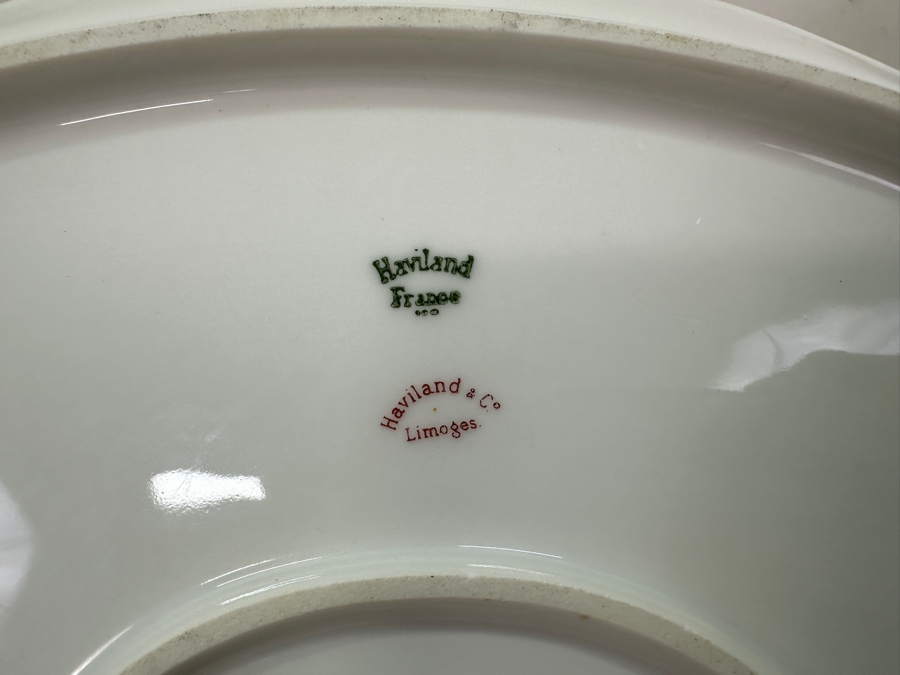 Haviland
France
Haviland & Co
Limoges.